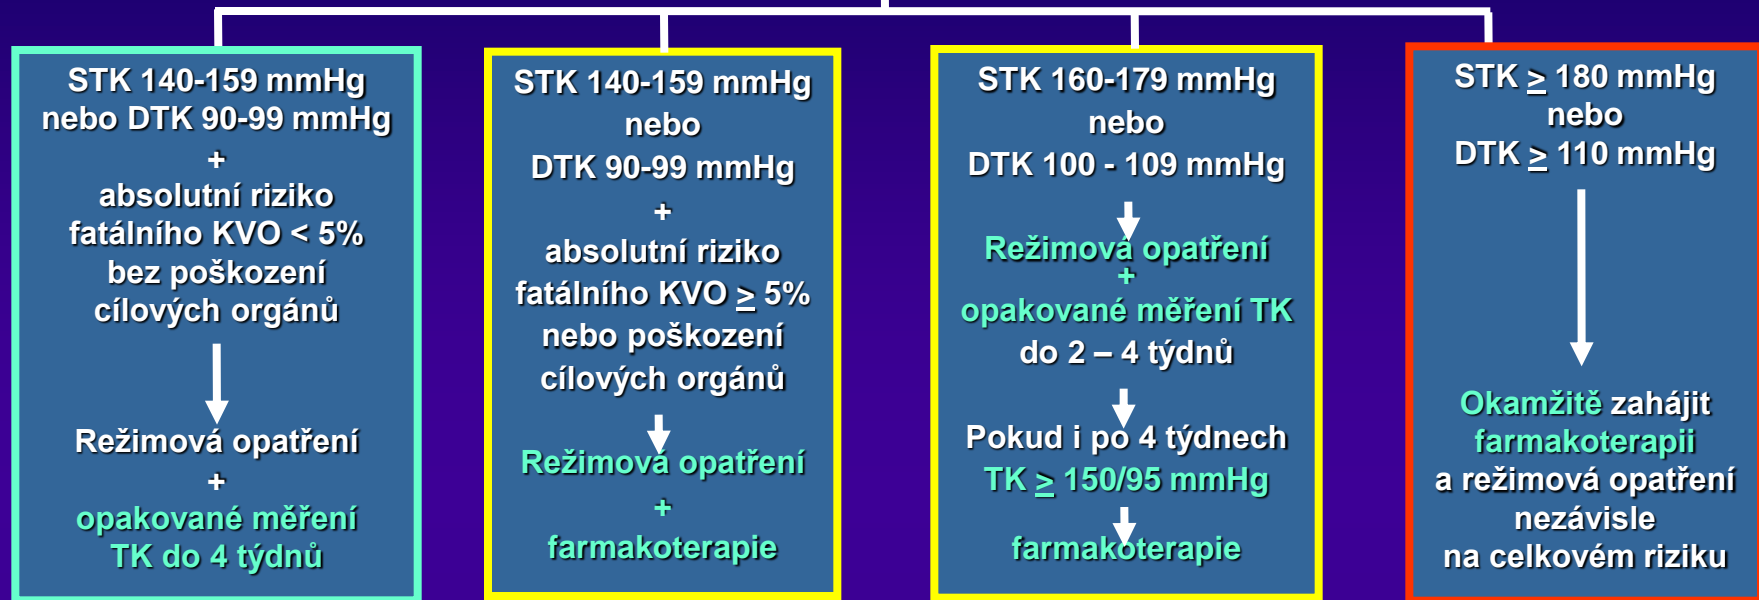 STK 140-159 mmHg
nebo DTK 90-99 mmHg
+
absolutní riziko
fatálního KVO < 5%
bez poškození
cílových orgánů
Režimová opatření
+
opakované měření
TK do 4 týdnů
STK 140-159 mmHg
nebo
DTK 90-99 mmHg
+
absolutní riziko
fatálního KVO ≥ 5%
nebo poškození
cílových orgánů
Režimová opatření
+
farmakoterapie
STK 160-179 mmHg
nebo
DTK 100 - 109 mmHg
Režimová opatření
+
opakované měření TK
do 2 – 4 týdnů
Pokud i po 4 týdnech
TK ≥ 150/95 mmHg
farmakoterapie
STK ≥ 180 mmHg
nebo
DTK ≥ 110 mmHg
Okamžitě zahájit
farmakoterapii
a režimová opatření
nezávisle
na celkovém riziku